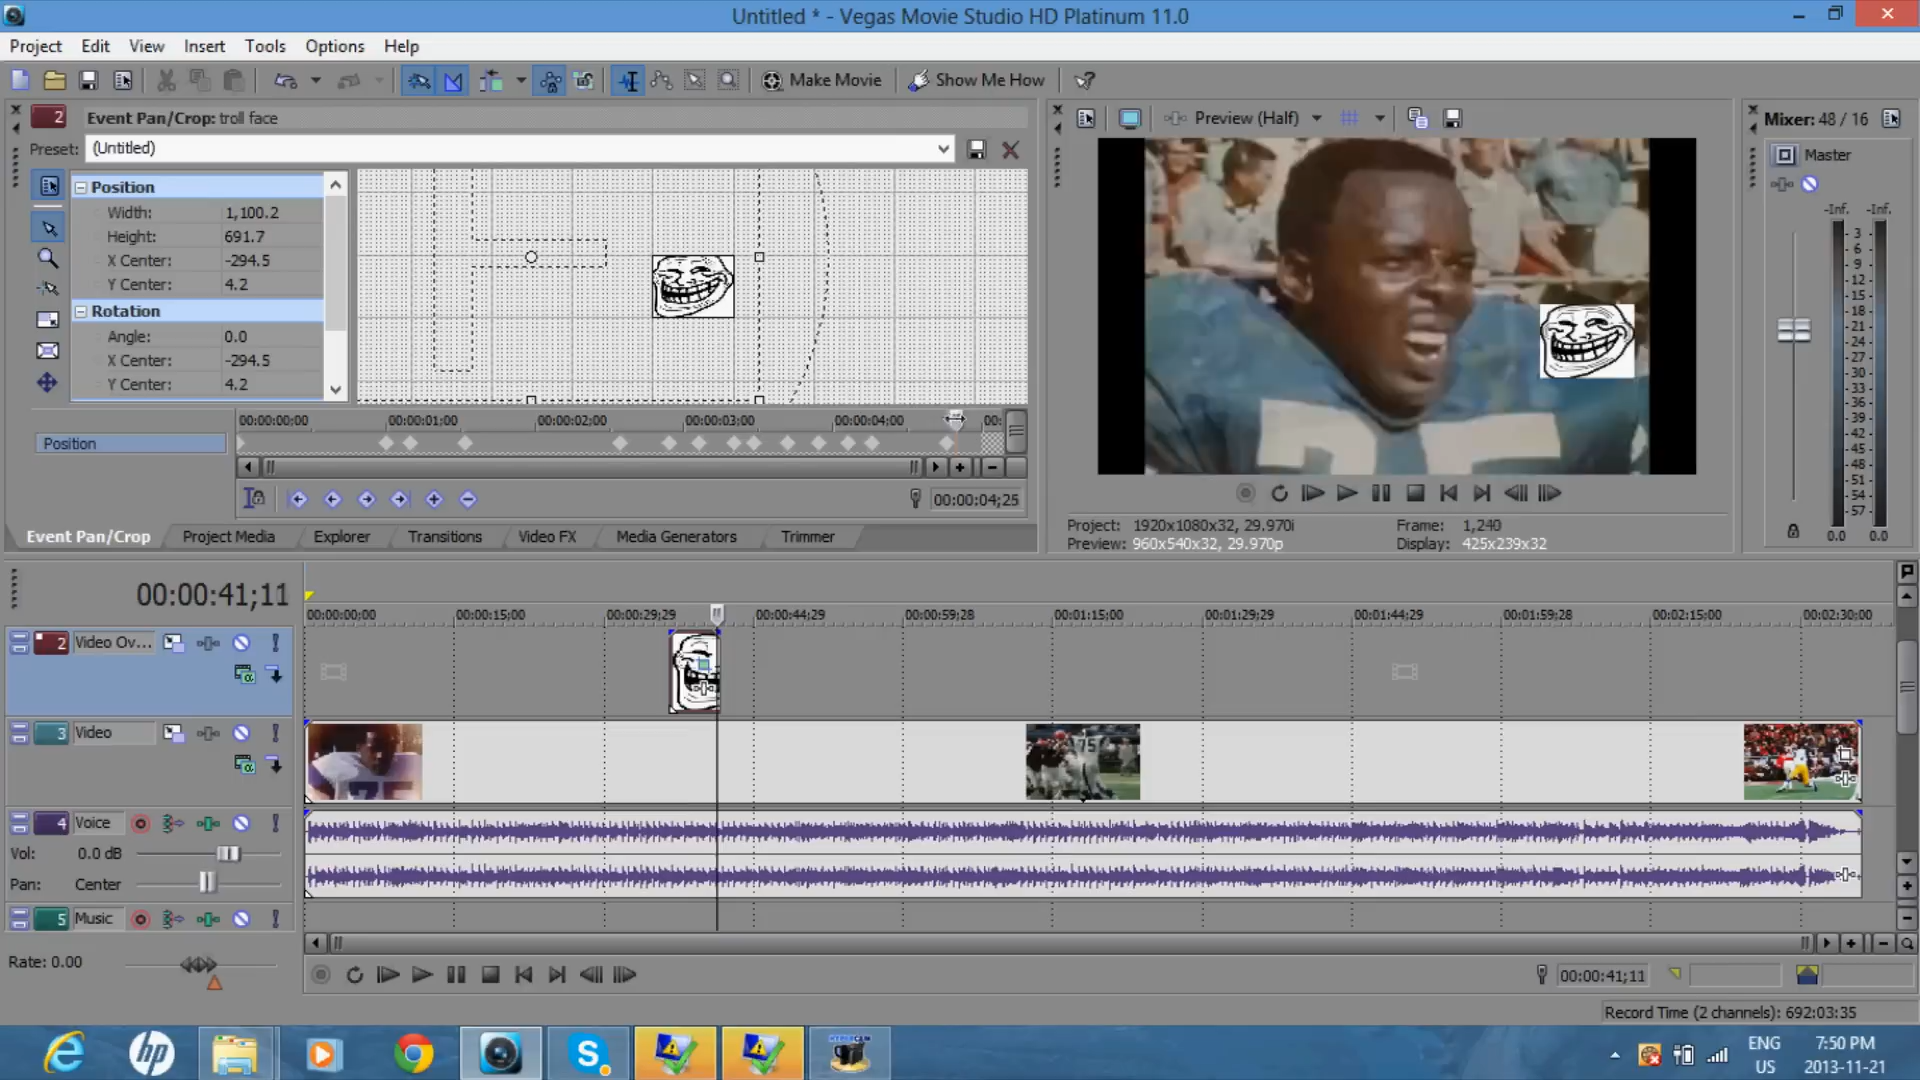 Untitled * - Vegas Movie Studio HD Platinum 11.0
Project Edit View Insert Tools Options Help
Make Movie Show Me How
2 Event Pan/Crop: troll face
Preset: (Untitled)
Position
Width: 1,100.2
Height: 691.7
X Center: -294.5
Y Center: 4.2
Rotation
Angle: 0.0
X Center: -294.5
Y Center: 4.2
00:00:00;00 00:00:01;00 00:00:02;00 00:00:03;00 00:00:04;00 00:
Position
00:00:04;25
Event Pan/Crop Project Media Explorer Transitions Video FX Media Generators Trimmer
Preview (Half)
Project: 1920x1080x32, 29.970i Frame: 1,240
Preview: 960x540x32, 29.970p Display: 425x239x32
Mixer: 48 / 16
Master
-Inf. -Inf.
3
6
9
12
15
18
21
24
27
30
33
36
39
42
45
48
51
54
57
0.0 0.0
00:00:41;11
00:00:00;00 00:00:15;00 00:00:29;29 00:00:44;29 00:00:59;28 00:01:15;00 00:01:29;29 00:01:44;29 00:01:59;28 00:02:15;00 00:02:30;00
2 Video Ov...
3 Video
4 Voice
Vol: 0.0 dB
Pan: Center
5 Music
Rate: 0.00
00:00:41;11
Record Time (2 channels): 692:03:35
ENG 7:50 PM
US 2013-11-21